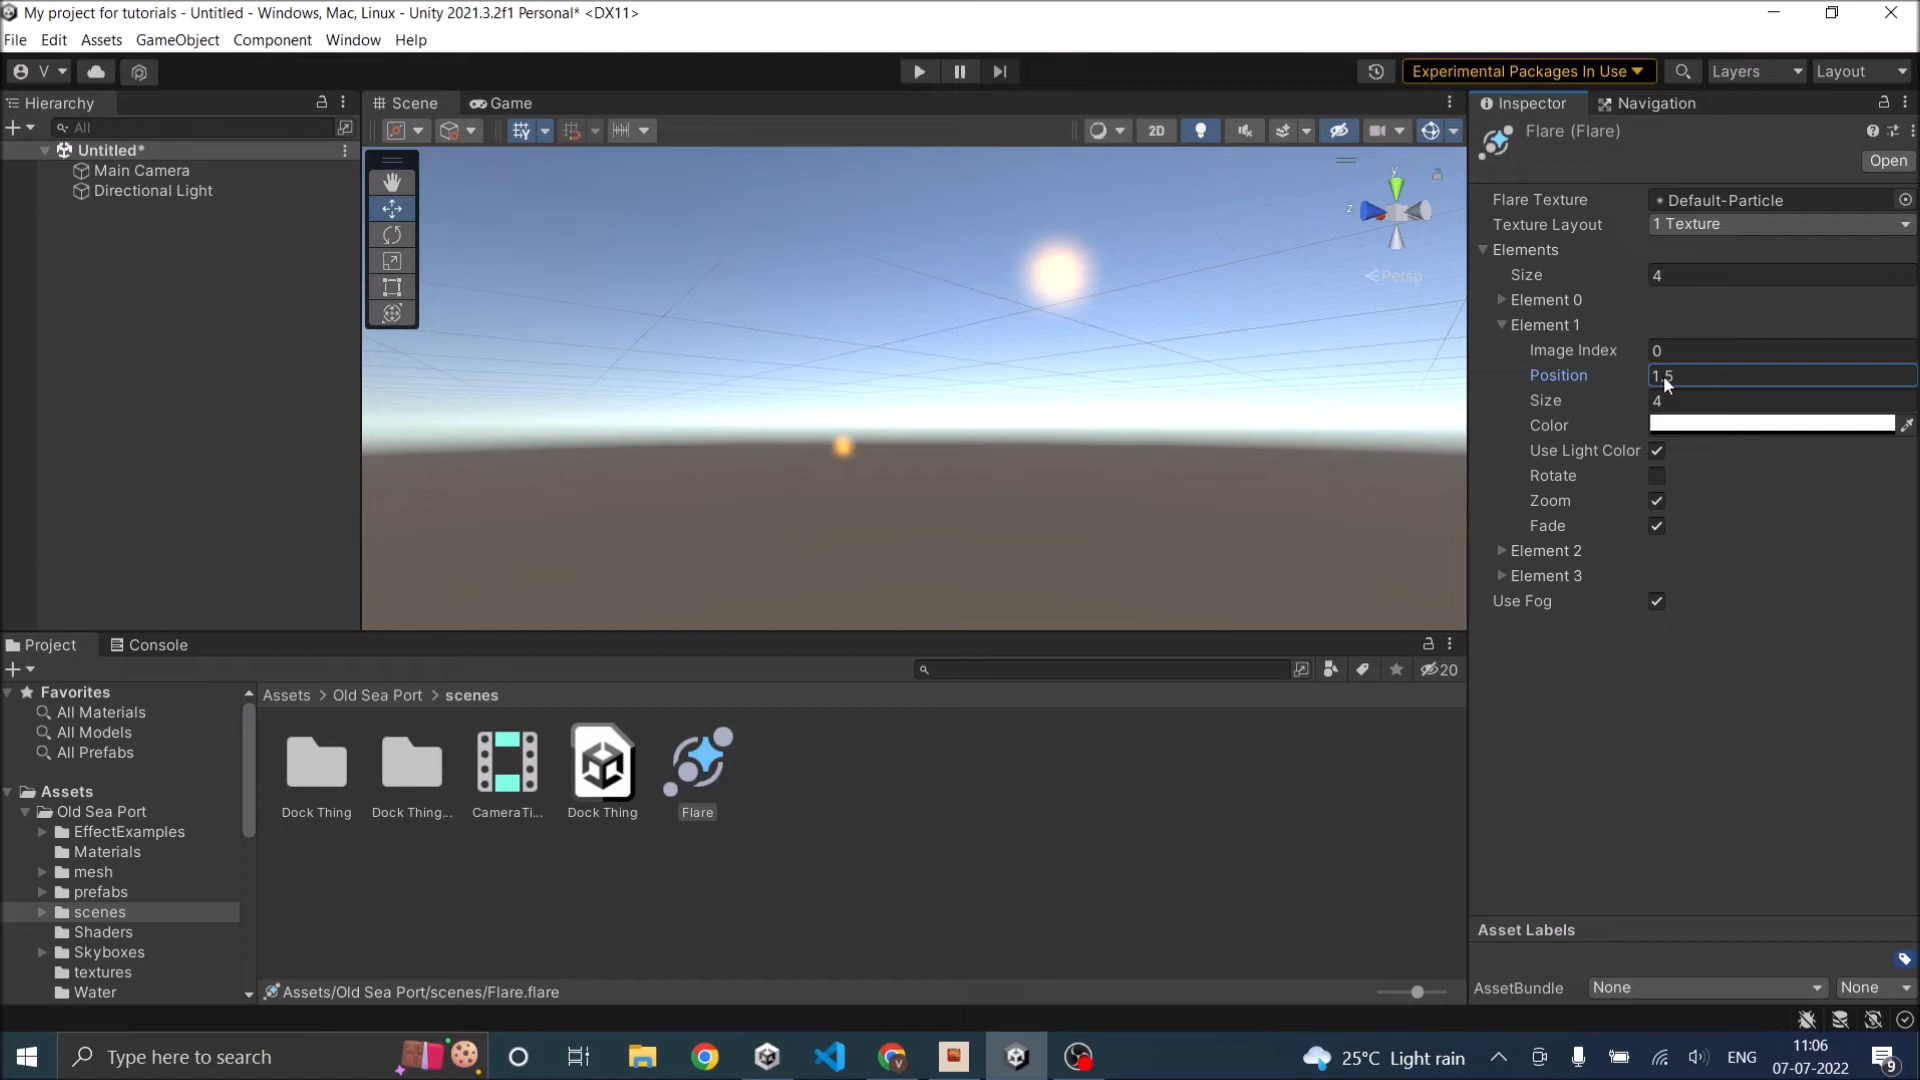 My project for tutorials - Untitled - Windows, Mac, Linux - Unity 2021.3.2f1 Personal* <DX11>
File Edit Assets GameObject Component Window Help
V
Experimental Packages In Use
Layers
Layout
Hierarchy
All
Untitled*
Main Camera
Directional Light
Scene
Game
2D
y
z
Persp
Inspector
Navigation
Flare (Flare)
Open
Flare Texture
Default-Particle
Texture Layout
1 Texture
Elements
Size
4
Element 0
Element 1
Image Index
0
Position
1.5
Size
4
Color
Use Light Color
Rotate
Zoom
Fade
Element 2
Element 3
Use Fog
Asset Labels
AssetBundle
None
None
Project
Console
20
Favorites
All Materials
All Models
All Prefabs
Assets
Old Sea Port
EffectExamples
Materials
mesh
prefabs
scenes
Shaders
Skyboxes
textures
Water
Assets > Old Sea Port > scenes
Dock Thing
Dock Thing...
CameraTi...
Dock Thing
Flare
Assets/Old Sea Port/scenes/Flare.flare
Type here to search
25°C Light rain
ENG
11:06
07-07-2022
9